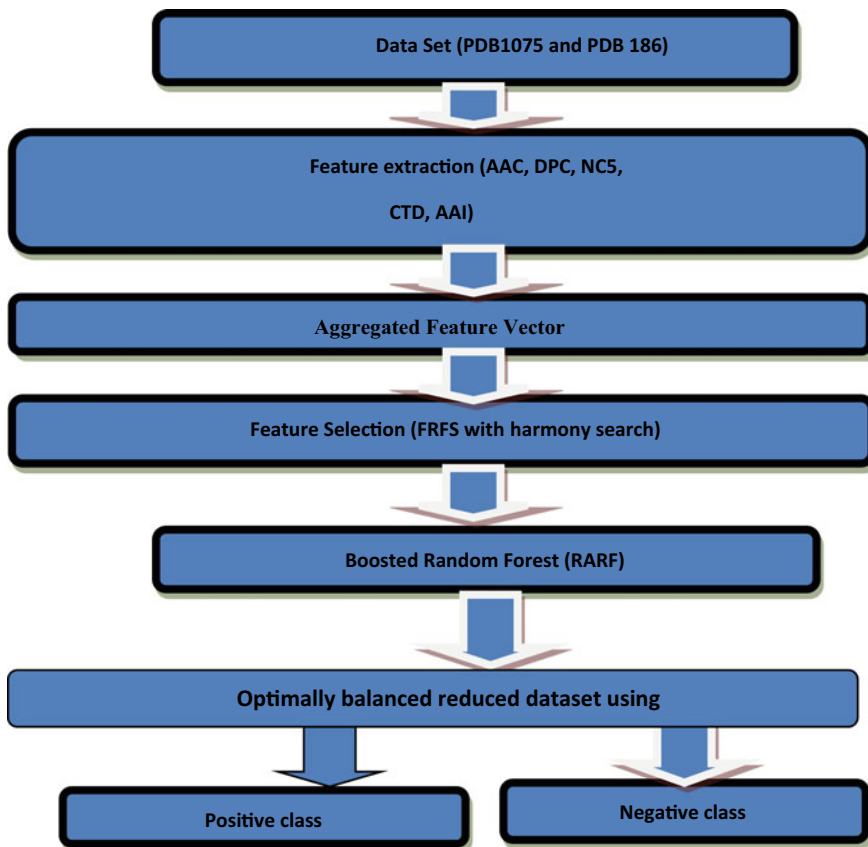 Data Set (PDB1075 and PDB 186)
Feature extraction (AAC, DPC, NC5,
CTD, AAI)
Aggregated Feature Vector
Feature Selection (FRFS with harmony search)
Boosted Random Forest (RARF)
Optimally balanced reduced dataset using
Positive class
Negative class